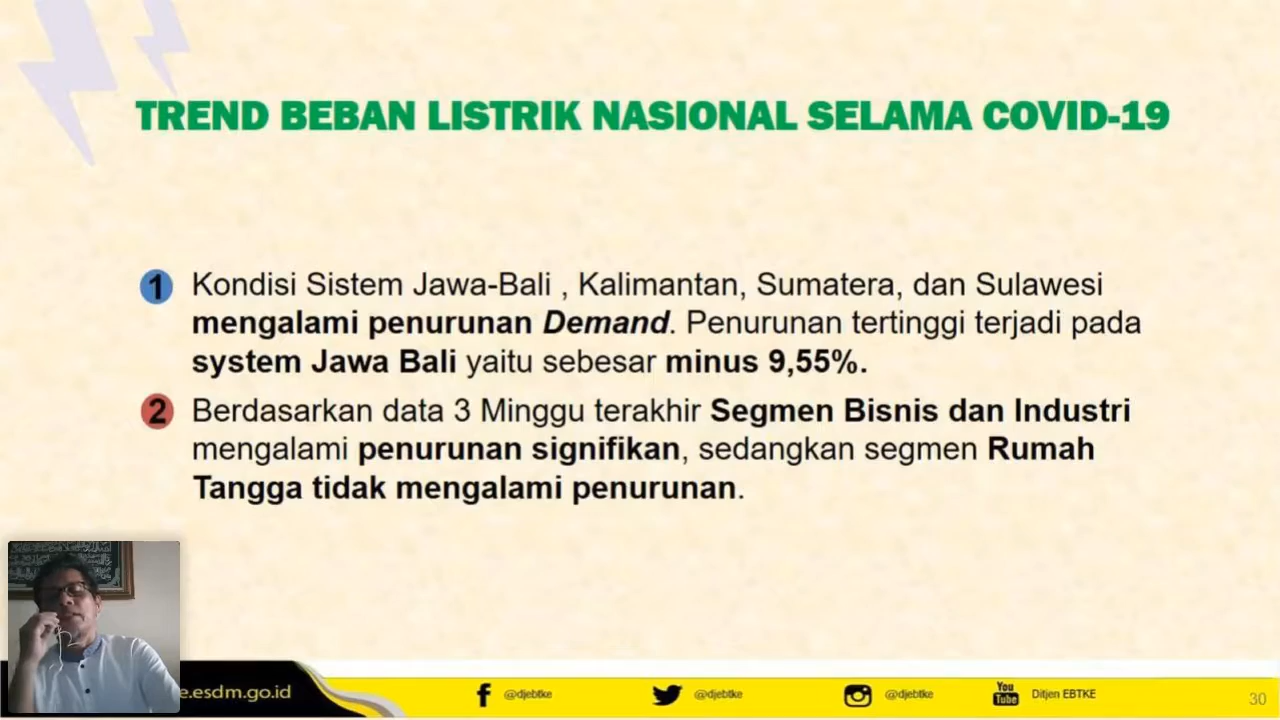 TREND BEBAN LISTRIK NASIONAL SELAMA COVID-19
1 Kondisi Sistem Jawa-Bali , Kalimantan, Sumatera, dan Sulawesi
mengalami penurunan Demand. Penurunan tertinggi terjadi pada
system Jawa Bali yaitu sebesar minus 9,55%.
2 Berdasarkan data 3 Minggu terakhir Segmen Bisnis dan Industri
mengalami penurunan signifikan, sedangkan segmen Rumah
Tangga tidak mengalami penurunan.
e.esdm.go.id
@djebtke
@djebtke
@djebtke
You
Tube
Ditjen EBTKE
30